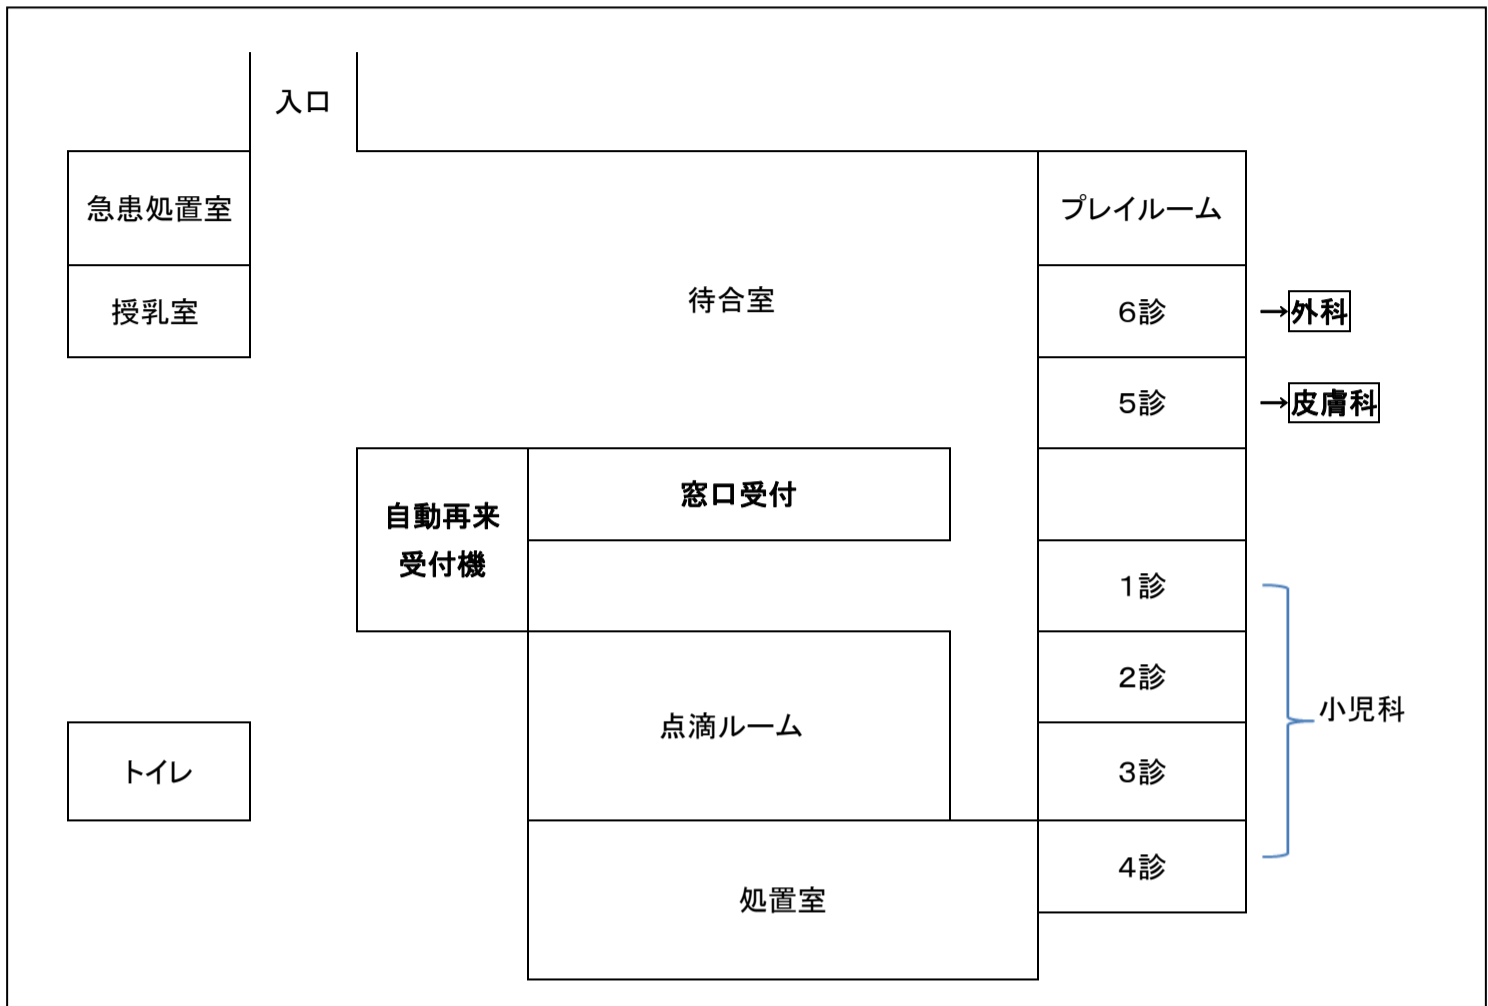 入口
急患処置室
プレイルーム
授乳室
待合室
6診
→外科
5診
→皮膚科
自動再来
受付機
窓口受付
1診
2診
小児科
点滴ルーム
トイレ
3診
4診
処置室